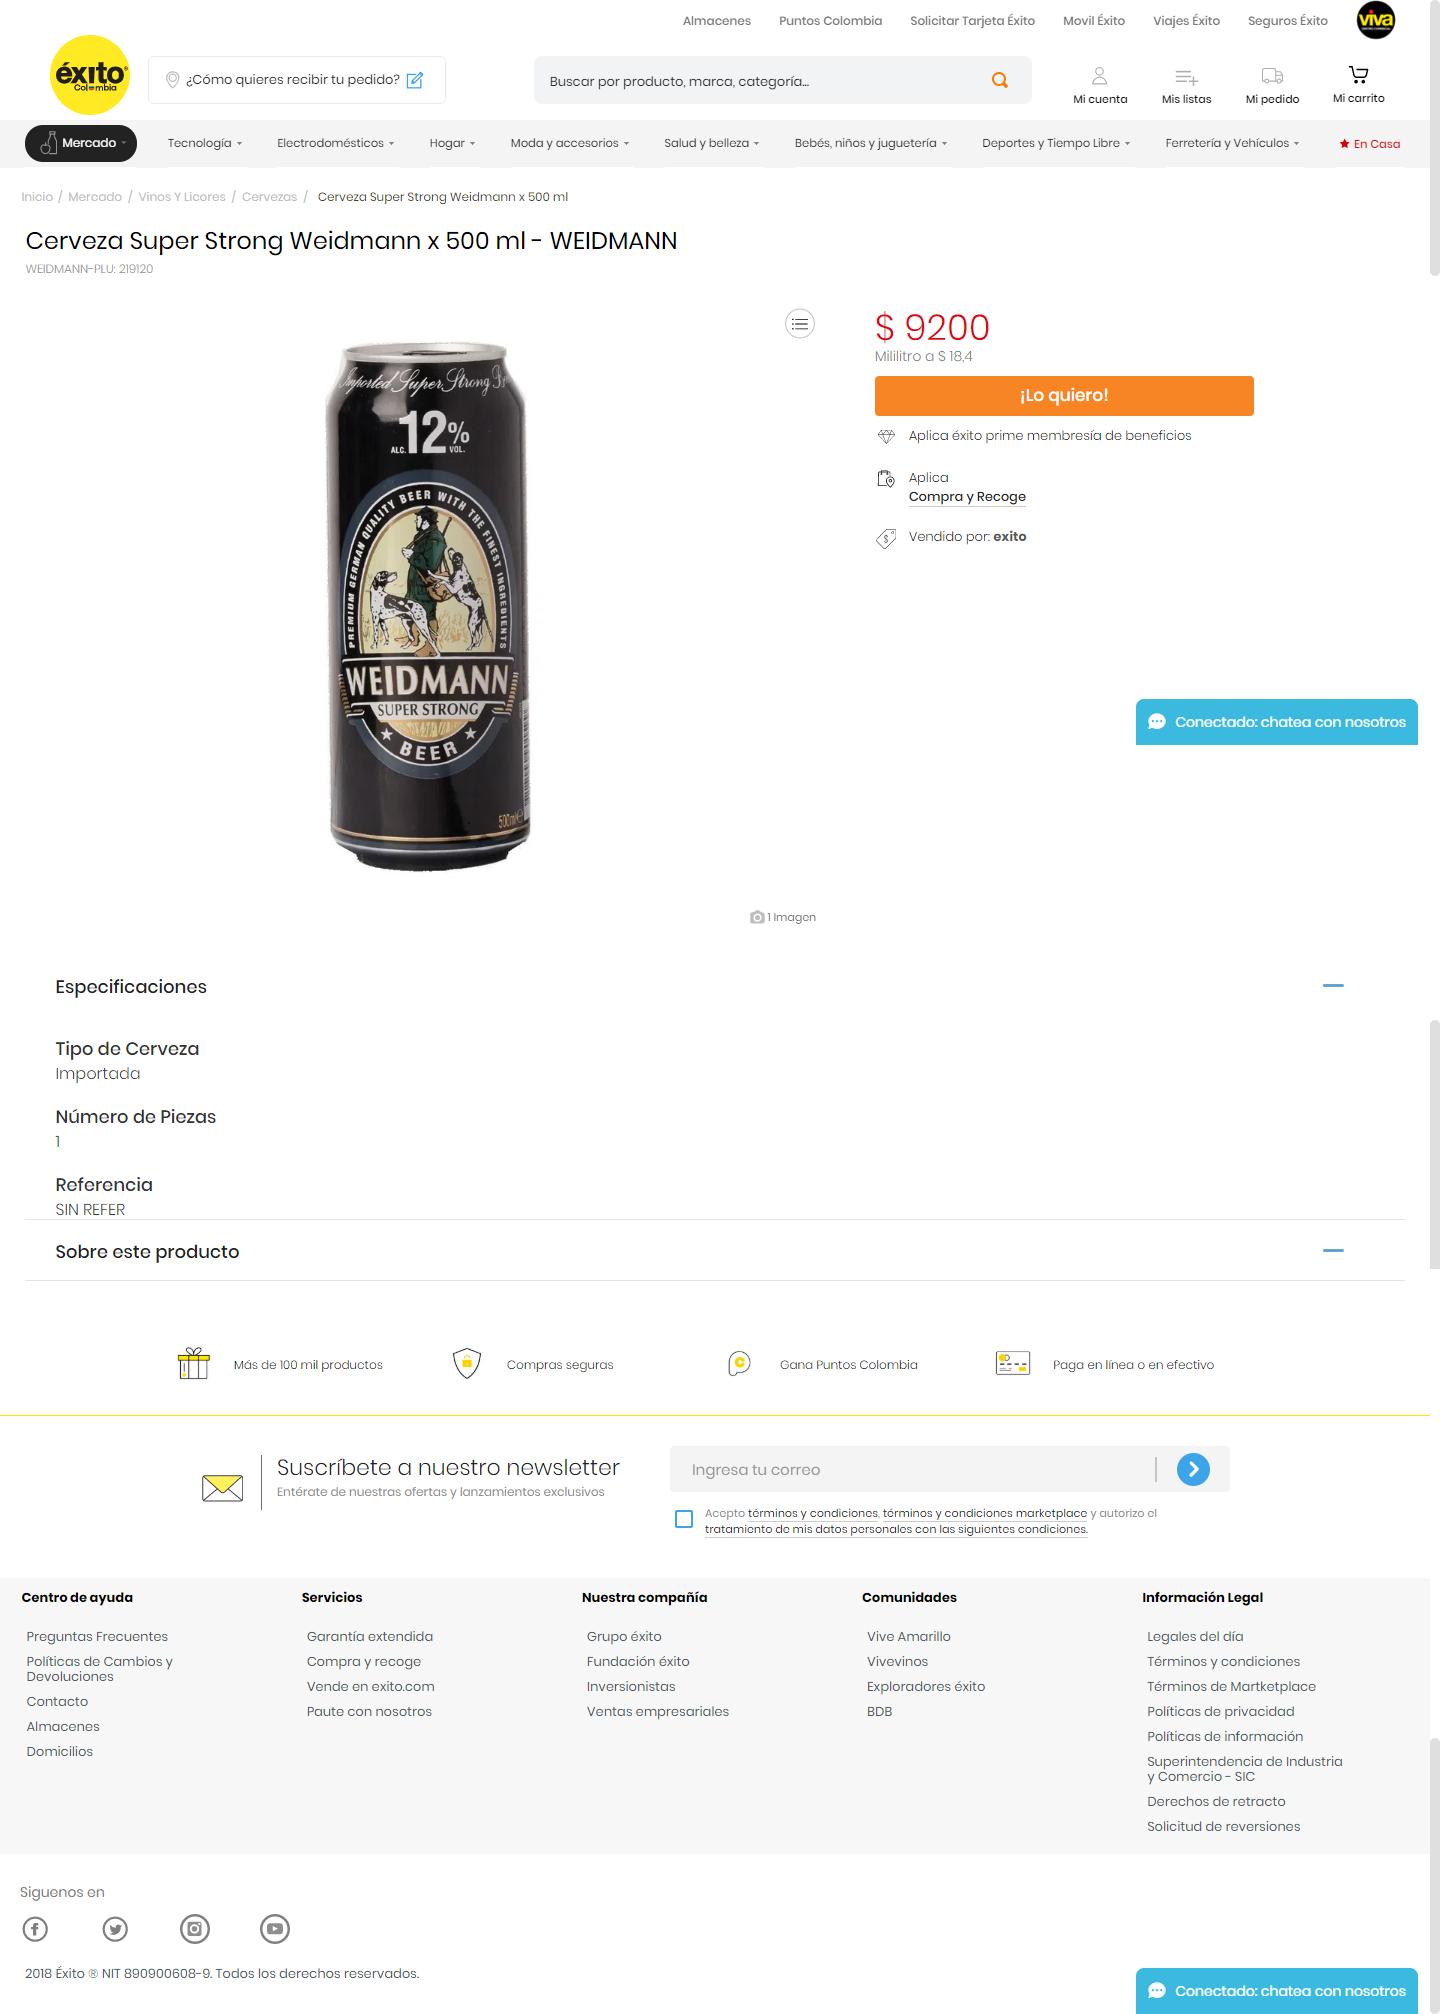 Almacenes Puntos Colombia Solicitar Tarjeta Éxito Movil Éxito Viajes Éxito Seguros Éxito viva
éxito
Colombia
¿Cómo quieres recibir tu pedido?
Buscar por producto, marca, categoría...
Mi cuenta Mis listas Mi pedido Mi carrito
Mercado Tecnología Electrodomésticos Hogar Moda y accesorios Salud y belleza Bebés, niños y juguetería Deportes y Tiempo Libre Ferretería y Vehículos En Casa
Inicio / Mercado / Vinos Y Licores / Cervezas / Cerveza Super Strong Weidmann x 500 ml
Cerveza Super Strong Weidmann x 500 ml - WEIDMANN
WEIDMANN-PLU: 219120
Imported Super Strong
12%
ALC. VOL.
PREMIUM GERMAN QUALITY BEER WITH THE FINEST INGREDIENTS
WEIDMANN
SUPER STRONG
BEER
500ml e
$ 9200
Mililitro a $ 18,4
¡Lo quiero!
Aplica éxito prime membresía de beneficios
Aplica
Compra y Recoge
Vendido por: exito
Conectado: chatea con nosotros
1 Imagen
Especificaciones
Tipo de Cerveza
Importada
Número de Piezas
1
Referencia
SIN REFER
Sobre este producto
Más de 100 mil productos Compras seguras Gana Puntos Colombia Paga en línea o en efectivo
Suscríbete a nuestro newsletter
Entérate de nuestras ofertas y lanzamientos exclusivos
Ingresa tu correo
Acepto términos y condiciones, términos y condiciones marketplace y autorizo el
tratamiento de mis datos personales con las siguientes condiciones.
Centro de ayuda
Preguntas Frecuentes
Políticas de Cambios y
Devoluciones
Contacto
Almacenes
Domicilios
Servicios
Garantía extendida
Compra y recoge
Vende en exito.com
Paute con nosotros
Nuestra compañía
Grupo éxito
Fundación éxito
Inversionistas
Ventas empresariales
Comunidades
Vive Amarillo
Vivevinos
Exploradores éxito
BDB
Información Legal
Legales del día
Términos y condiciones
Términos de Martketplace
Políticas de privacidad
Políticas de información
Superintendencia de Industria
y Comercio - SIC
Derechos de retracto
Solicitud de reversiones
Siguenos en
2018 Éxito ® NIT 890900608-9. Todos los derechos reservados.
Conectado: chatea con nosotros